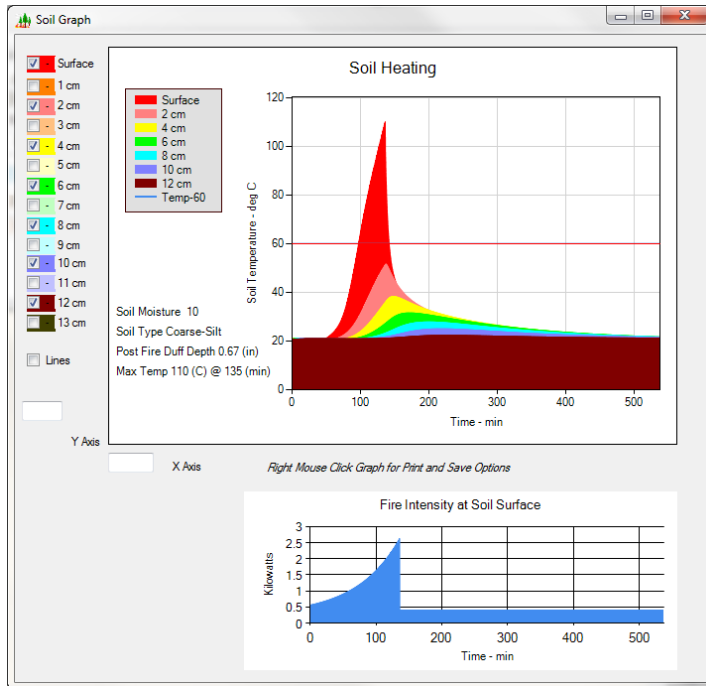 Soil Graph
- Surface
- 1 cm
- 2 cm
- 3 cm
- 4 cm
- 5 cm
- 6 cm
- 7 cm
- 8 cm
- 9 cm
- 10 cm
- 11 cm
- 12 cm
- 13 cm
Lines
Y Axis
X Axis
Soil Heating
Surface
2 cm
4 cm
6 cm
8 cm
10 cm
12 cm
Temp-60
Soil Moisture 10
Soil Type Coarse-Silt
Post Fire Duff Depth 0.67 (in)
Max Temp 110 (C) @ 135 (min)
Soil Temperature - deg C
120
100
80
60
40
20
0
0 100 200 300 400 500
Time - min
Right Mouse Click Graph for Print and Save Options
Fire Intensity at Soil Surface
Kilowatts
3
2.5
2
1.5
1
0.5
0
0 100 200 300 400 500
Time - min